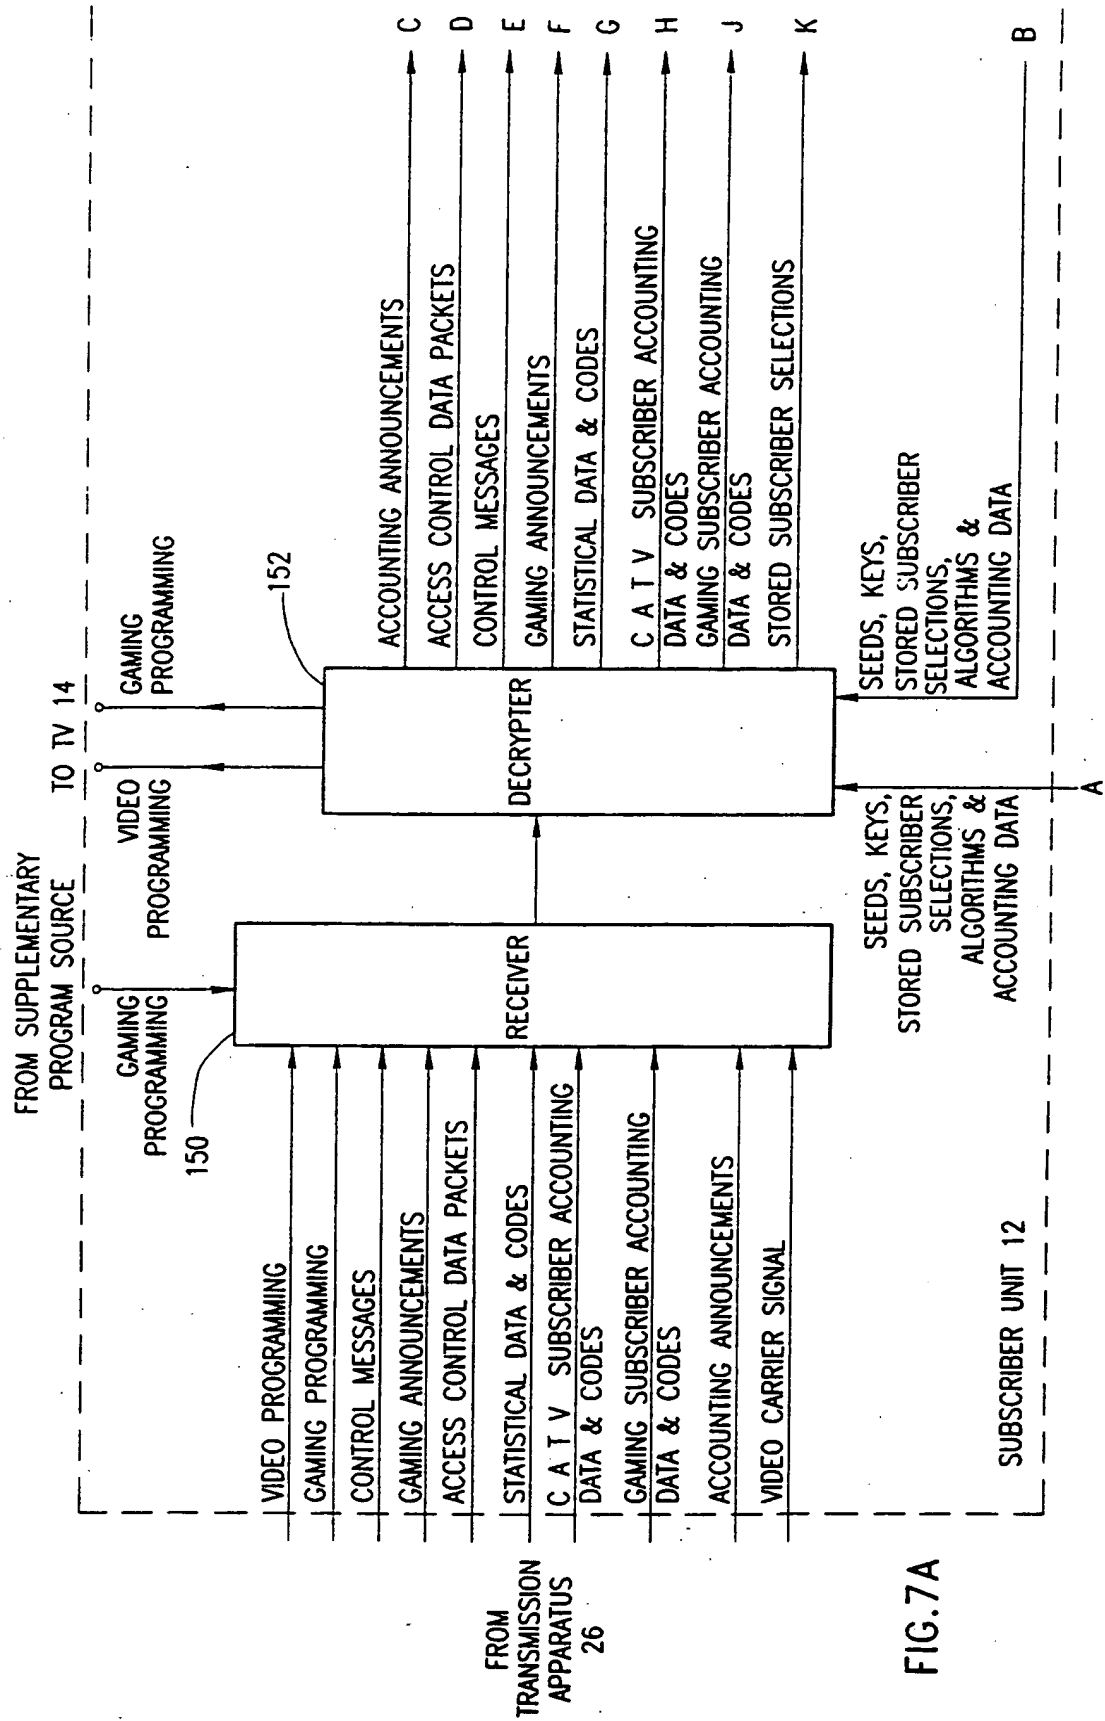 FROM SUPPLEMENTARY
PROGRAM SOURCE
TO TV 14
GAMING
PROGRAMMING
VIDEO
PROGRAMMING
GAMING
PROGRAMMING
150
152
VIDEO PROGRAMMING
GAMING PROGRAMMING
CONTROL MESSAGES
GAMING ANNOUNCEMENTS
ACCESS CONTROL DATA PACKETS
STATISTICAL DATA & CODES
C A T V SUBSCRIBER ACCOUNTING
DATA & CODES
GAMING SUBSCRIBER ACCOUNTING
DATA & CODES
ACCOUNTING ANNOUNCEMENTS
VIDEO CARRIER SIGNAL
FROM
TRANSMISSION
APPARATUS
26
RECEIVER
DECRYPTER
ACCOUNTING ANNOUNCEMENTS
C
ACCESS CONTROL DATA PACKETS
D
CONTROL MESSAGES
E
GAMING ANNOUNCEMENTS
F
STATISTICAL DATA & CODES
G
C A T V SUBSCRIBER ACCOUNTING
DATA & CODES
H
GAMING SUBSCRIBER ACCOUNTING
DATA & CODES
J
STORED SUBSCRIBER SELECTIONS
K
SEEDS, KEYS,
STORED SUBSCRIBER
SELECTIONS,
ALGORITHMS &
ACCOUNTING DATA
A
SEEDS, KEYS,
STORED SUBSCRIBER
SELECTIONS,
ALGORITHMS &
ACCOUNTING DATA
B
SUBSCRIBER UNIT 12
FIG.7A